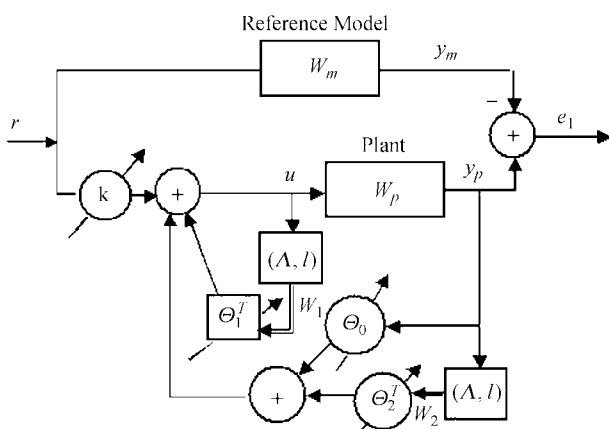 Reference Model
W_m
y_m
r
−
+
e_1
Plant
k
+
u
W_p
y_p
(Λ, l)
Θ_1^T
W_1
Θ_0
+
Θ_2^T
W_2
(Λ, l)